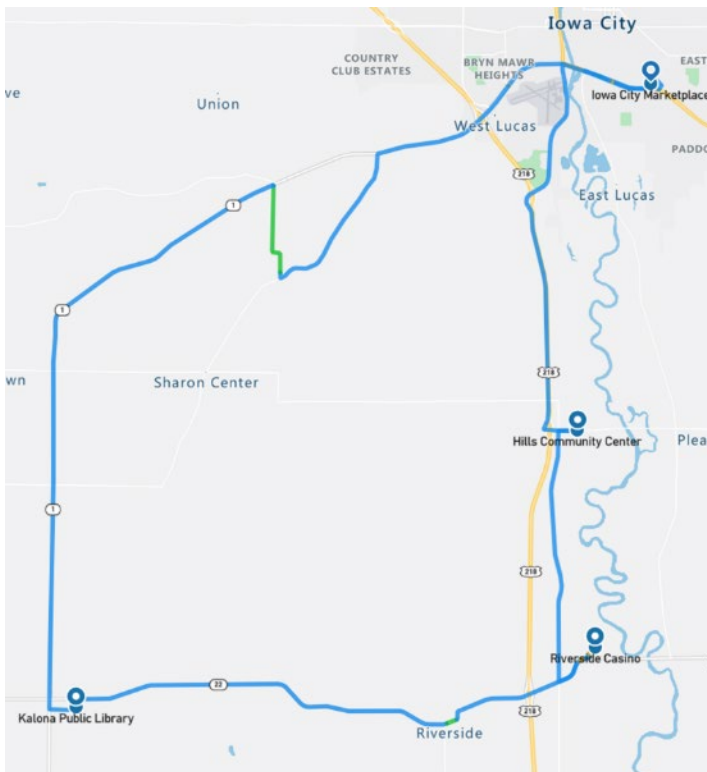 Iowa City
COUNTRY
CLUB ESTATES
BRYN MAWR
HEIGHTS
EAST
Iowa City Marketplace
ve
Union
West Lucas
PADDO
218
East Lucas
1
1
218
wn
Sharon Center
Hills Community Center
Plea
1
218
Riverside Casino
22
218
Kalona Public Library
Riverside